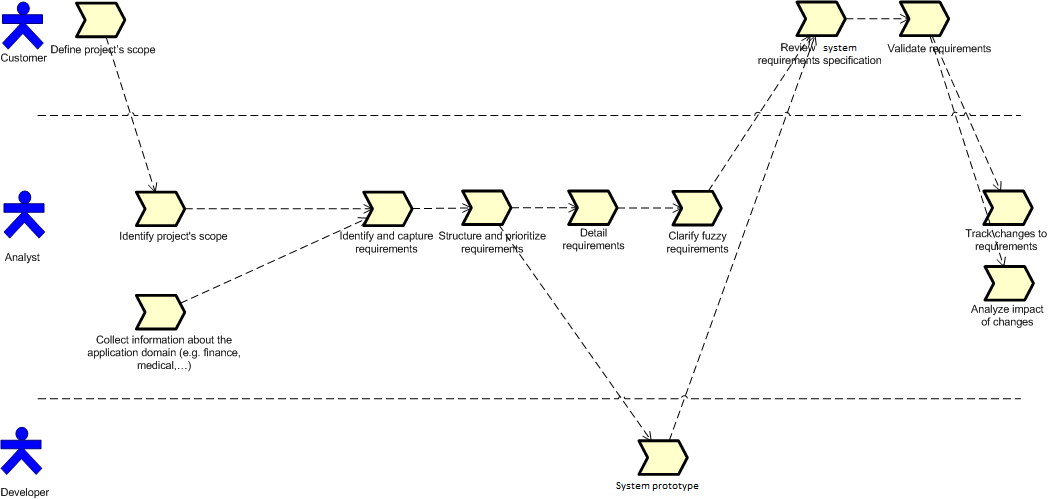 Customer
Define project's scope
Review system
requirements specification
Validate requirements
Analyst
Identify project's scope
Identify and capture
requirements
Structure and prioritize
requirements
Detail
requirements
Clarify fuzzy
requirements
Track changes to
requirements
Collect information about the
application domain (e.g. finance,
medical,...)
Analyze impact
of changes
Developer
System prototype